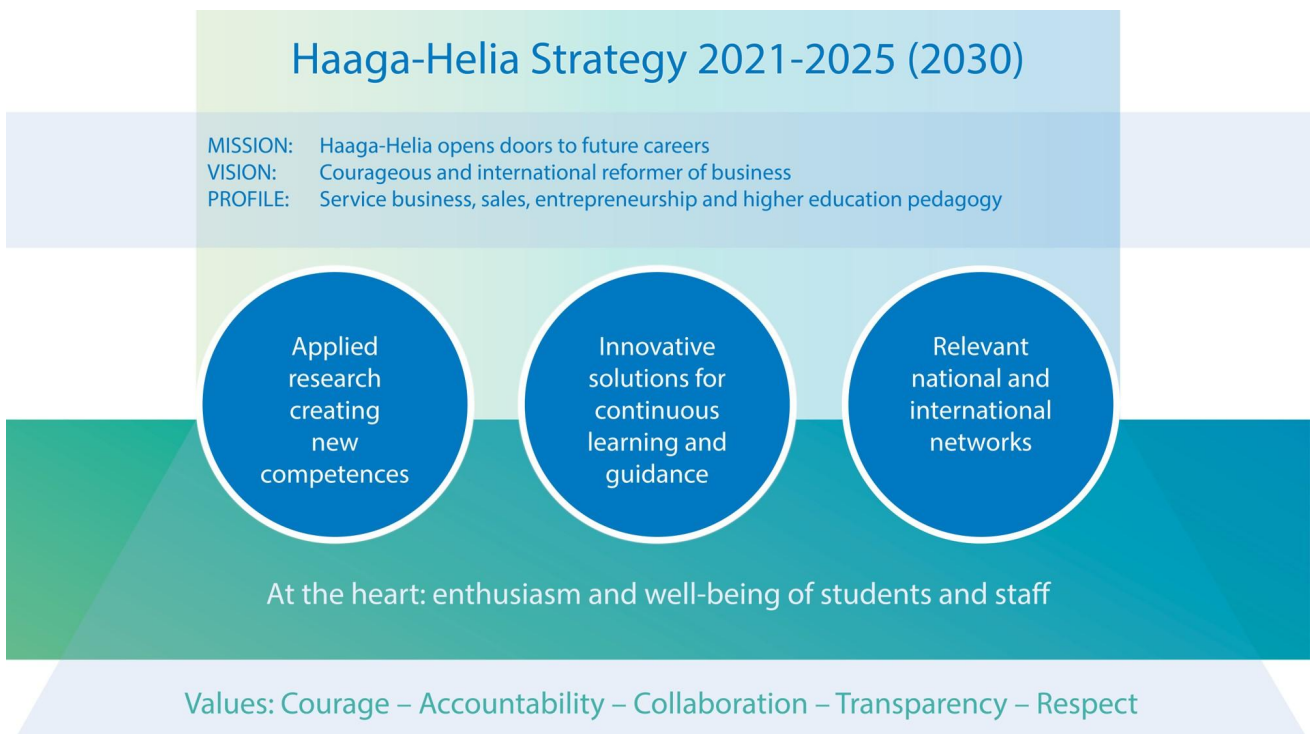 Haaga-Helia Strategy 2021-2025 (2030)
MISSION: Haaga-Helia opens doors to future careers
VISION: Courageous and international reformer of business
PROFILE: Service business, sales, entrepreneurship and higher education pedagogy
Applied
research
creating
new
competences
Innovative
solutions for
continuous
learning and
guidance
Relevant
national and
international
networks
At the heart: enthusiasm and well-being of students and staff
Values: Courage – Accountability – Collaboration – Transparency – Respect